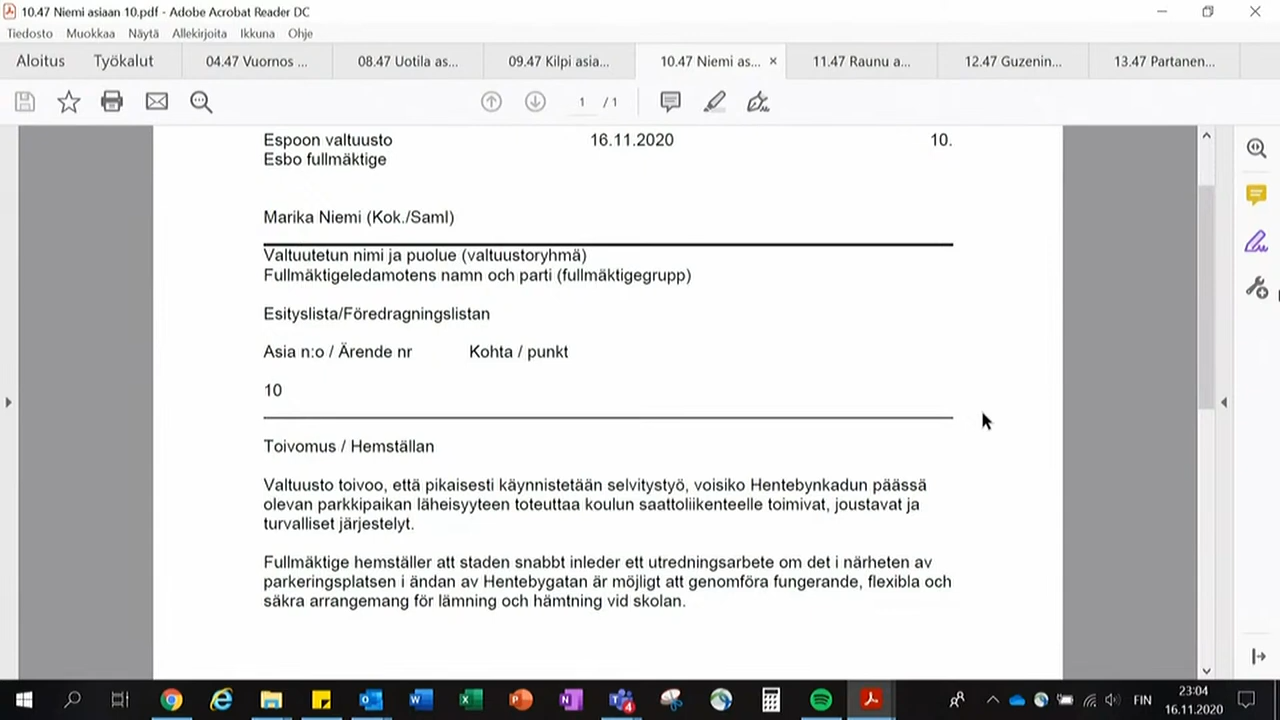 10.47 Niemi asiaan 10.pdf - Adobe Acrobat Reader DC
Tiedosto Muokkaa Näytä Allekirjoita Ikkuna Ohje
Aloitus Työkalut 04.47 Vuornos ... 08.47 Uotila as... 09.47 Kilpi asia... 10.47 Niemi as... × 11.47 Raunu a... 12.47 Guzenin... 13.47 Partanen...
1 / 1
Espoon valtuusto 16.11.2020 10.
Esbo fullmäktige
Marika Niemi (Kok./Saml)
Valtuutetun nimi ja puolue (valtuustoryhmä)
Fullmäktigeledamotens namn och parti (fullmäktigegrupp)
Esityslista/Föredragningslistan
Asia n:o / Ärende nr Kohta / punkt
10
Toivomus / Hemställan
Valtuusto toivoo, että pikaisesti käynnistetään selvitystyö, voisiko Hentebynkadun päässä
olevan parkkipaikan läheisyyteen toteuttaa koulun saattoliikenteelle toimivat, joustavat ja
turvalliset järjestelyt.
Fullmäktige hemställer att staden snabbt inleder ett utredningsarbete om det i närheten av
parkeringsplatsen i ändan av Hentebygatan är möjligt att genomföra fungerande, flexibla och
säkra arrangemang för lämning och hämtning vid skolan.
FIN 23:04
16.11.2020